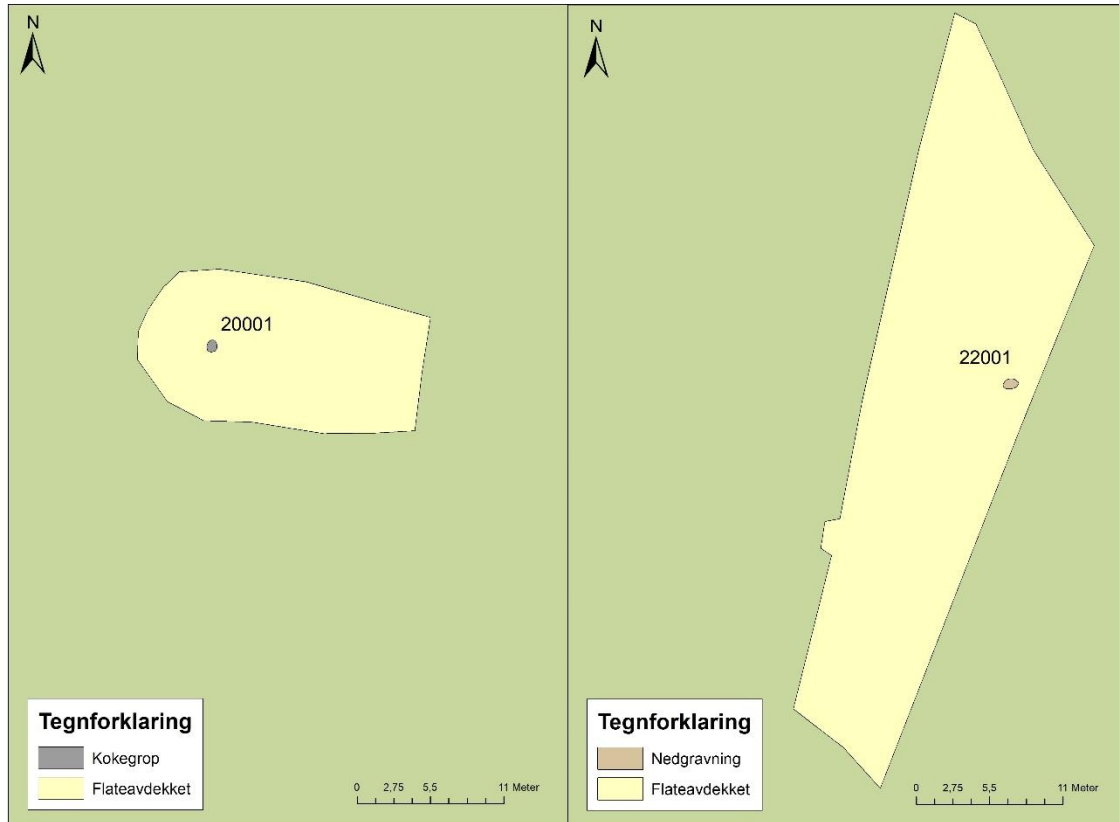 N
20001
Tegnforklaring
Kokegrop
Flateavdekket
0 2,75 5,5 11 Meter
N
22001
Tegnforklaring
Nedgravning
Flateavdekket
0 2,75 5,5 11 Meter